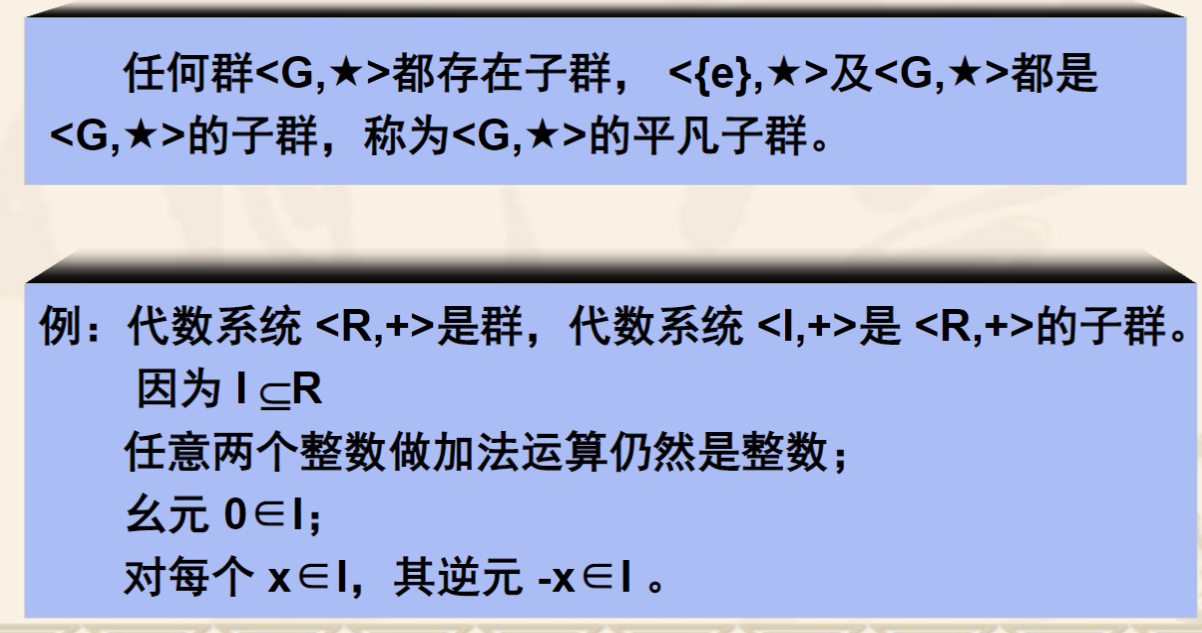 任何群<G,★>都存在子群， <{e},★>及<G,★>都是
<G,★>的子群，称为<G,★>的平凡子群。
例：代数系统 <R,+>是群，代数系统 <I,+>是 <R,+>的子群。
因为 I ⊆R
任意两个整数做加法运算仍然是整数；
幺元 0∈I；
对每个 x∈I，其逆元 -x∈I 。